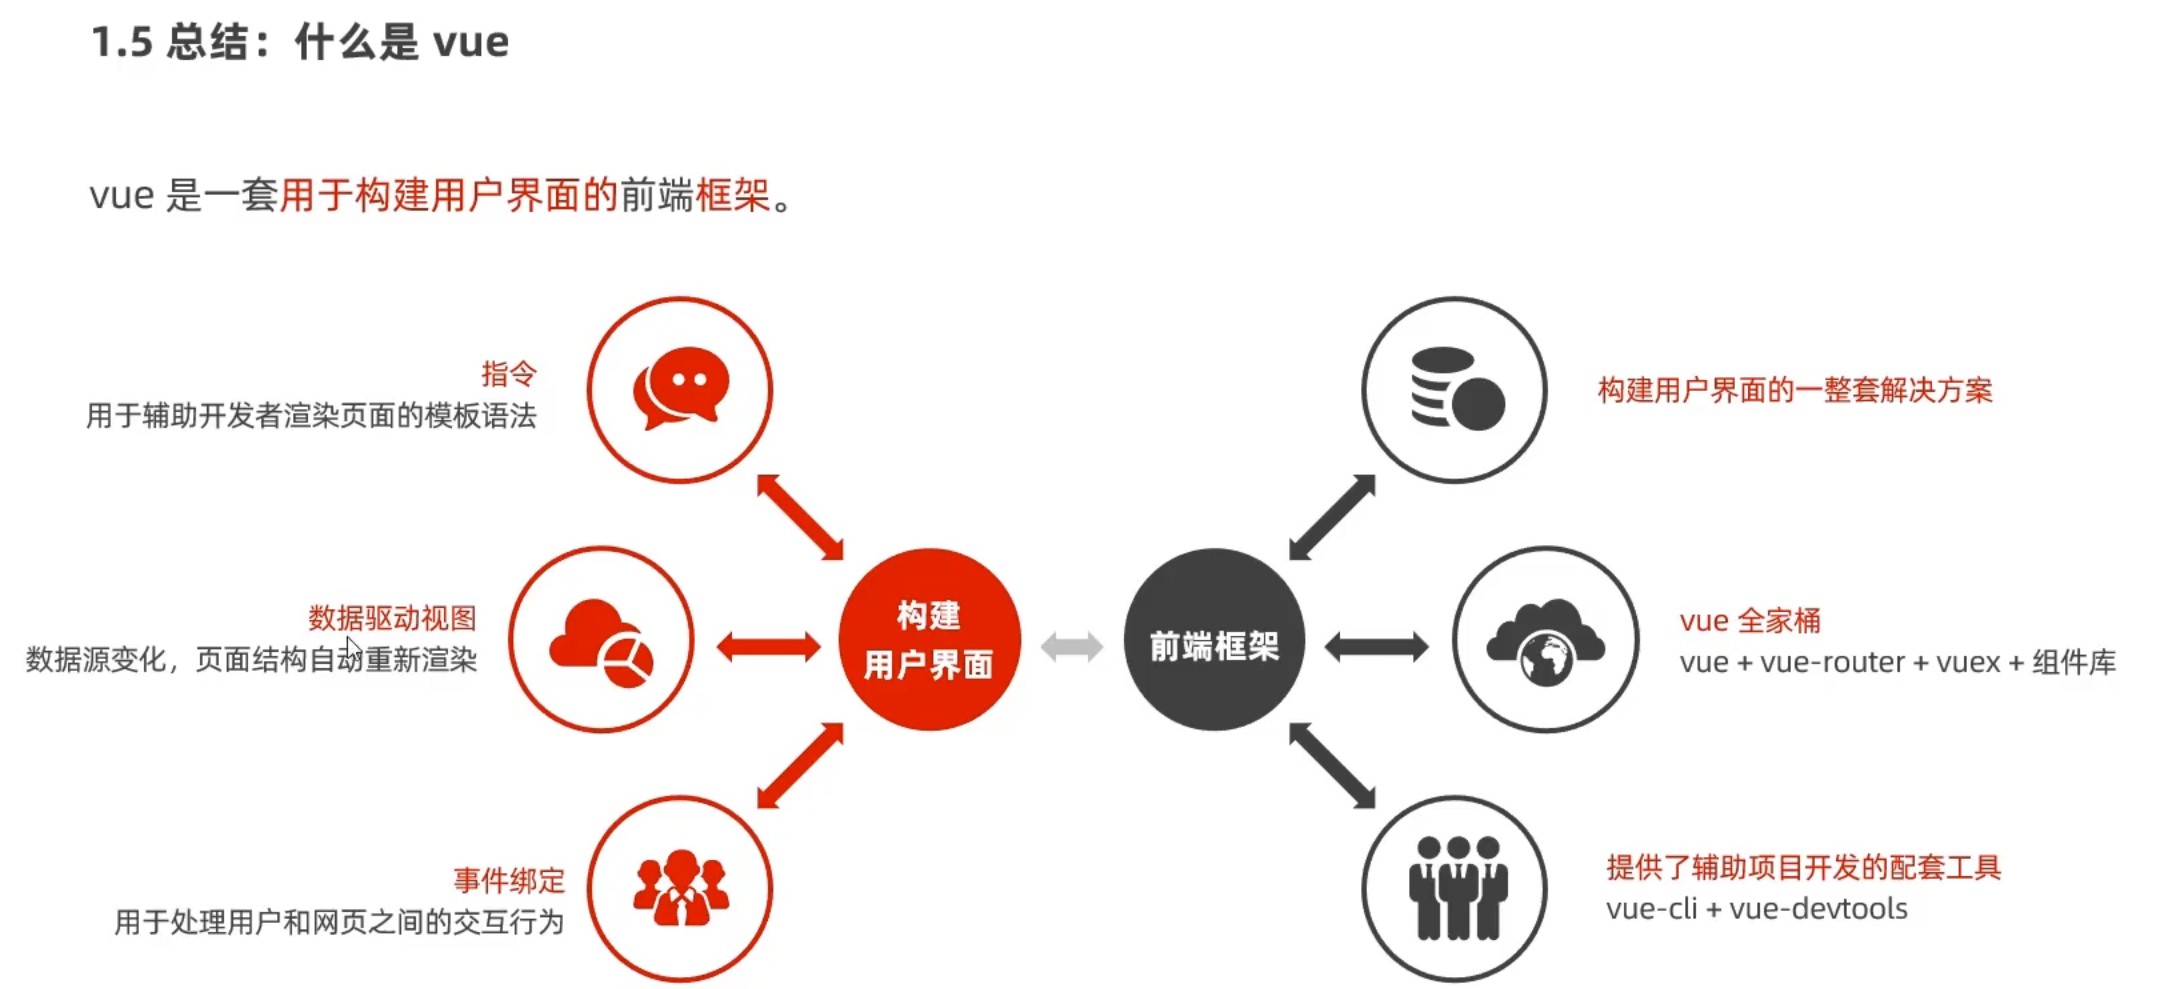 1.5 总结：什么是 vue
vue 是一套用于构建用户界面的前端框架。
指令
用于辅助开发者渲染页面的模板语法
数据驱动视图
数据源变化，页面结构自动重新渲染
事件绑定
用于处理用户和网页之间的交互行为
构建
用户界面
前端框架
构建用户界面的一整套解决方案
vue 全家桶
vue + vue-router + vuex + 组件库
提供了辅助项目开发的配套工具
vue-cli + vue-devtools